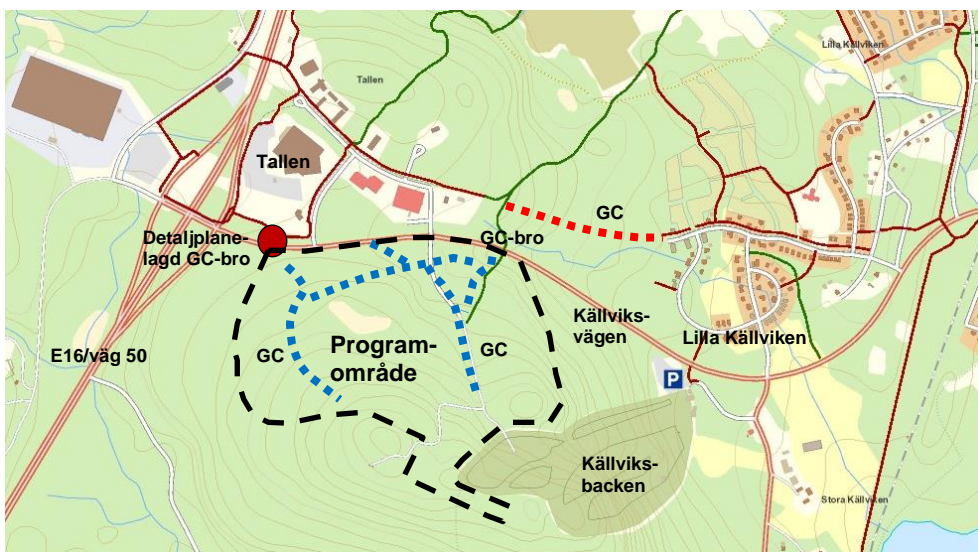 Lilla Källviken
Tallen
Tallen
GC
Detaljplane-
lagd GC-bro
GC-bro
Källviks-
vägen
E16/väg 50
GC
Program-
område
GC
Lilla Källviken
P
Källviks-
backen
Stora Källviken